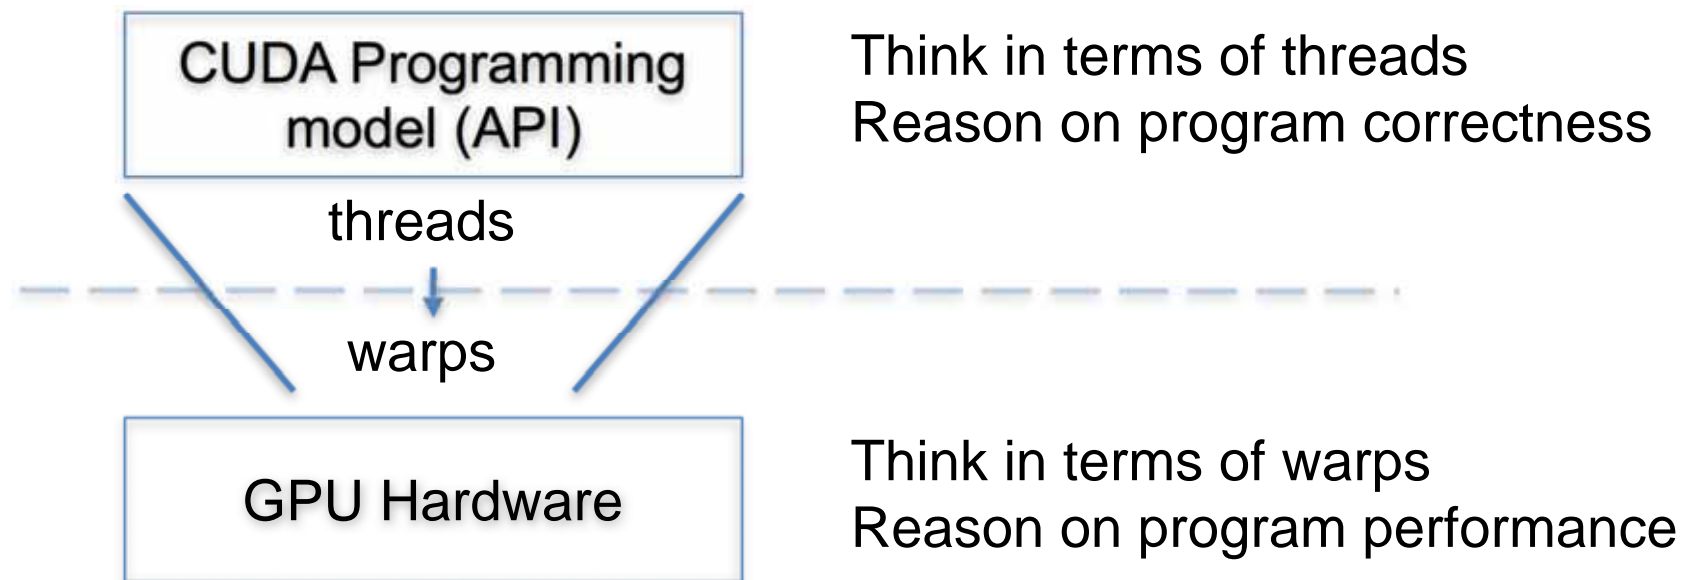 CUDA Programming
model (API)
Think in terms of threads
Reason on program correctness
threads
warps
GPU Hardware
Think in terms of warps
Reason on program performance